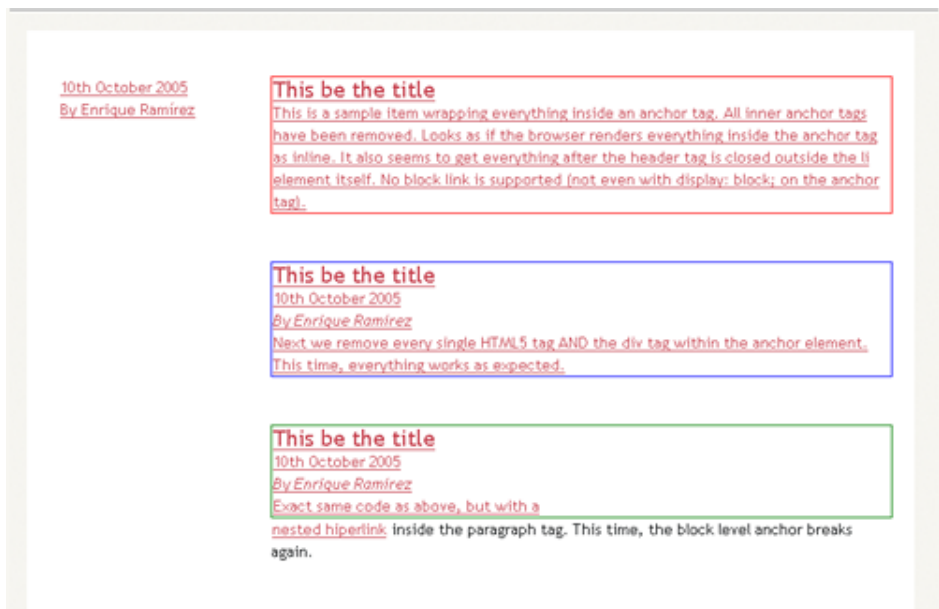 10th October 2005
By Enrique Ramírez
This be the title
This is a sample item wrapping everything inside an anchor tag. All inner anchor tags
have been removed. Looks as if the browser renders everything inside the anchor tag
as inline. It also seems to get everything after the header tag is closed outside the li
element itself. No block link is supported (not even with display: block; on the anchor
tag).
This be the title
10th October 2005
By Enrique Ramírez
Next we remove every single HTML5 tag AND the div tag within the anchor element.
This time, everything works as expected.
This be the title
10th October 2005
By Enrique Ramírez
Exact same code as above, but with a
nested hiperlink inside the paragraph tag. This time, the block level anchor breaks
again.